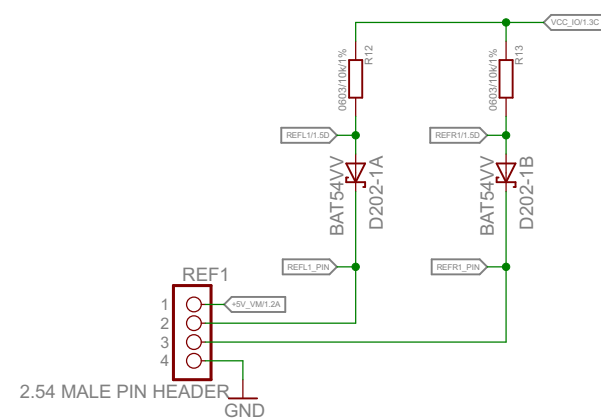 VCC_IO/1.3C
R12
0603/10k/1%
R13
0603/10k/1%
REFL1/1.5D
REFR1/1.5D
BAT54VV
D202-1A
BAT54VV
D202-1B
REFL1_PIN
REFR1_PIN
REF1
1
+5V_VM/1.2A
2
3
4
2.54 MALE PIN HEADER
GND